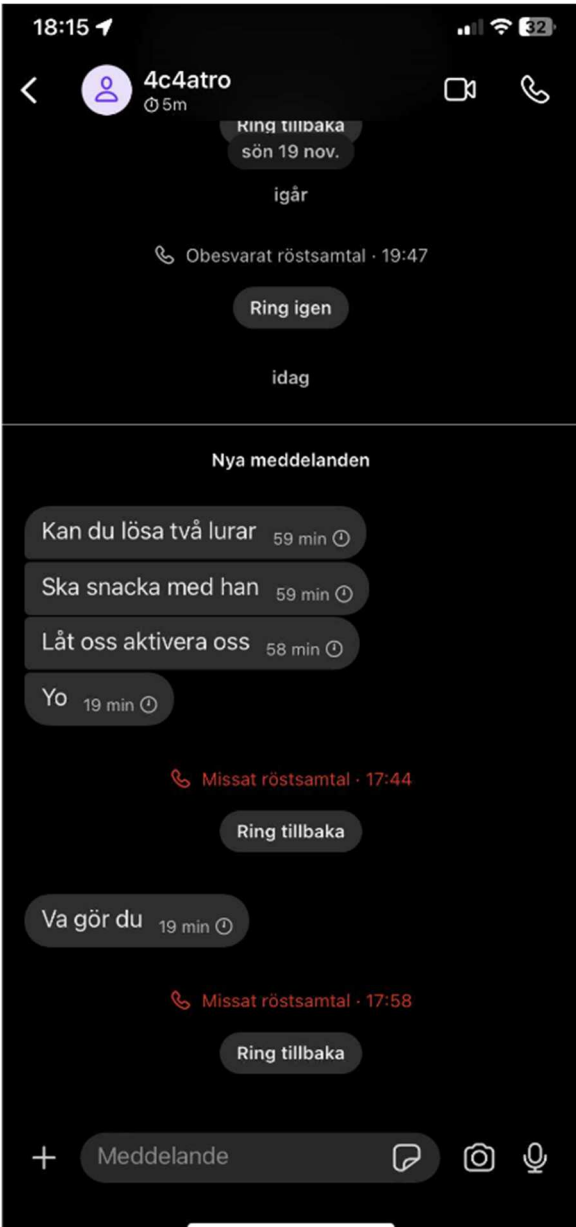 18:15
32
4c4atro
5m
Ring tillbaka
sön 19 nov.
igår
Obesvarat röstsamtal · 19:47
Ring igen
idag
Nya meddelanden
Kan du lösa två lurar 59 min
Ska snacka med han 59 min
Låt oss aktivera oss 58 min
Yo 19 min
Missat röstsamtal · 17:44
Ring tillbaka
Va gör du 19 min
Missat röstsamtal · 17:58
Ring tillbaka
Meddelande